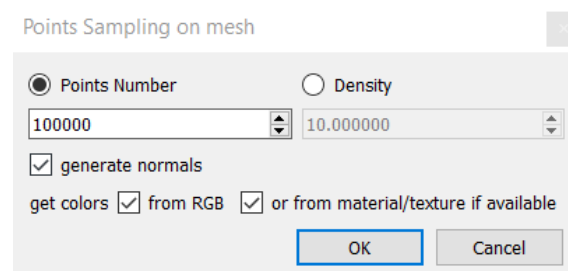 Points Sampling on mesh
Points Number Density
100000 10.000000
generate normals
get colors from RGB or from material/texture if available
OK Cancel